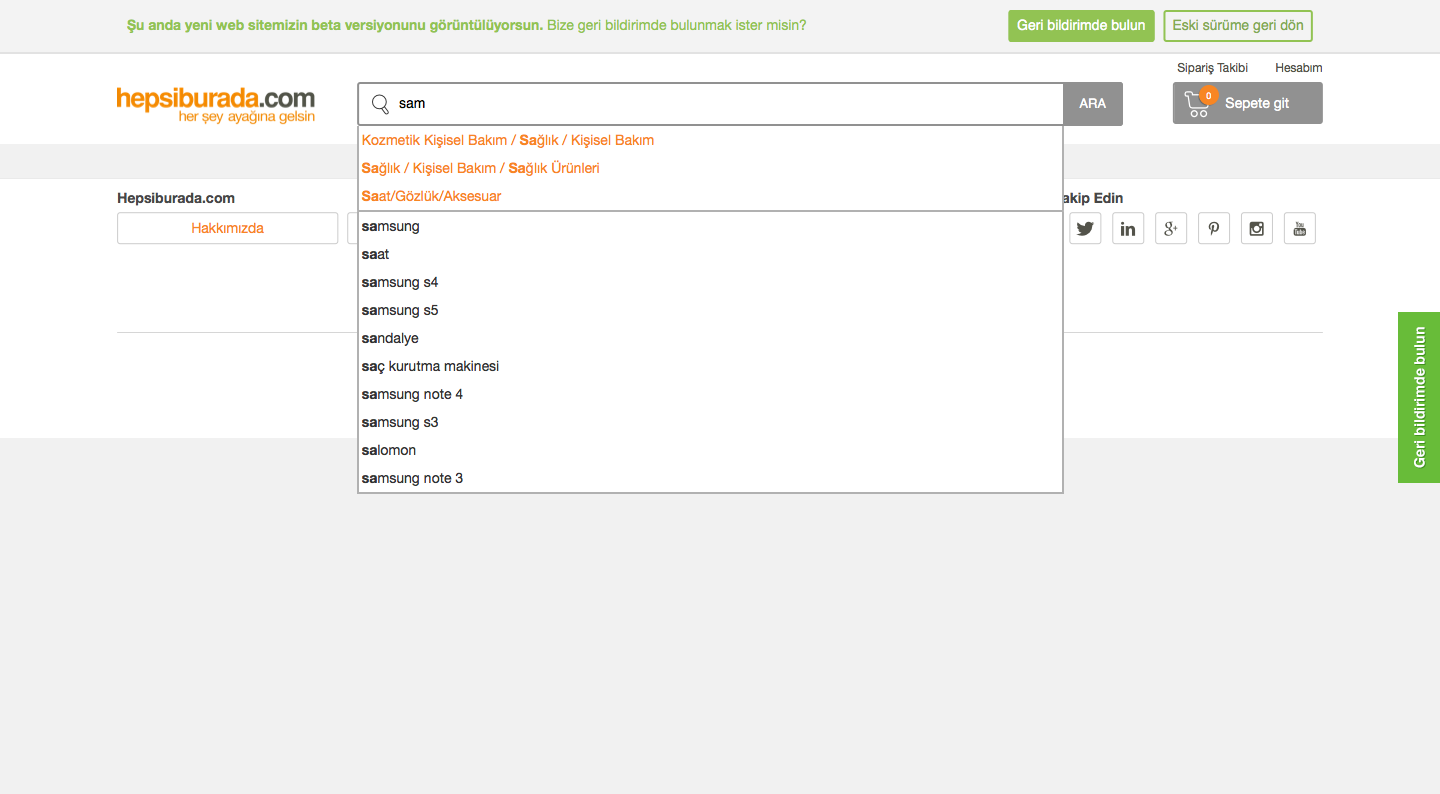 Şu anda yeni web sitemizin beta versiyonunu görüntülüyorsun. Bize geri bildirimde bulunmak ister misin?
Geri bildirimde bulun
Eski sürüme geri dön
Sipariş Takibi
Hesabım
hepsiburada.com
her şey ayağına gelsin
sam
ARA
0
Sepete git
Kozmetik Kişisel Bakım / Sağlık / Kişisel Bakım
Sağlık / Kişisel Bakım / Sağlık Ürünleri
Saat/Gözlük/Aksesuar
Hepsiburada.com
akip Edin
Hakkımızda
in
g+
You
Tube
samsung
saat
samsung s4
samsung s5
sandalye
saç kurutma makinesi
samsung note 4
samsung s3
salomon
samsung note 3
Geri bildirimde bulun